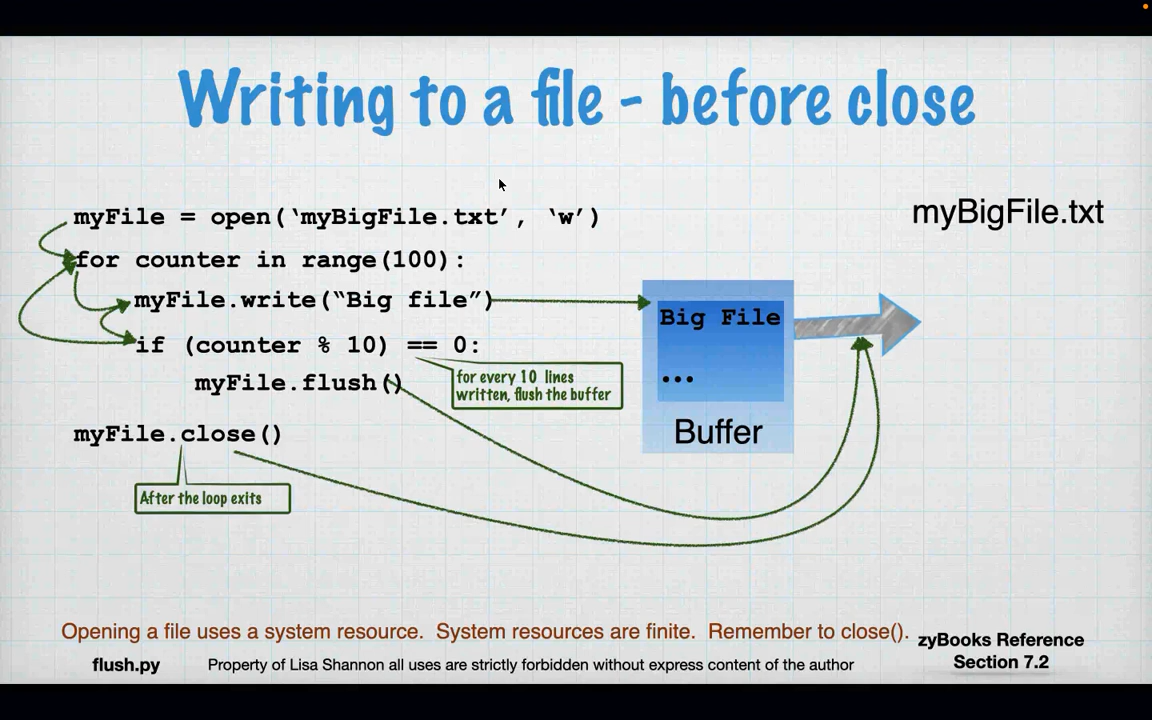 Writing to a file - before close
myFile = open(‘myBigFile.txt’, ‘w’)
myBigFile.txt
for counter in range(100):
myFile.write(“Big file”)
Big File
if (counter % 10) == 0:
for every 10 lines
written, flush the buffer
...
myFile.flush()
Buffer
myFile.close()
After the loop exits
Opening a file uses a system resource. System resources are finite. Remember to close().
zyBooks Reference
Section 7.2
flush.py
Property of Lisa Shannon all uses are strictly forbidden without express content of the author